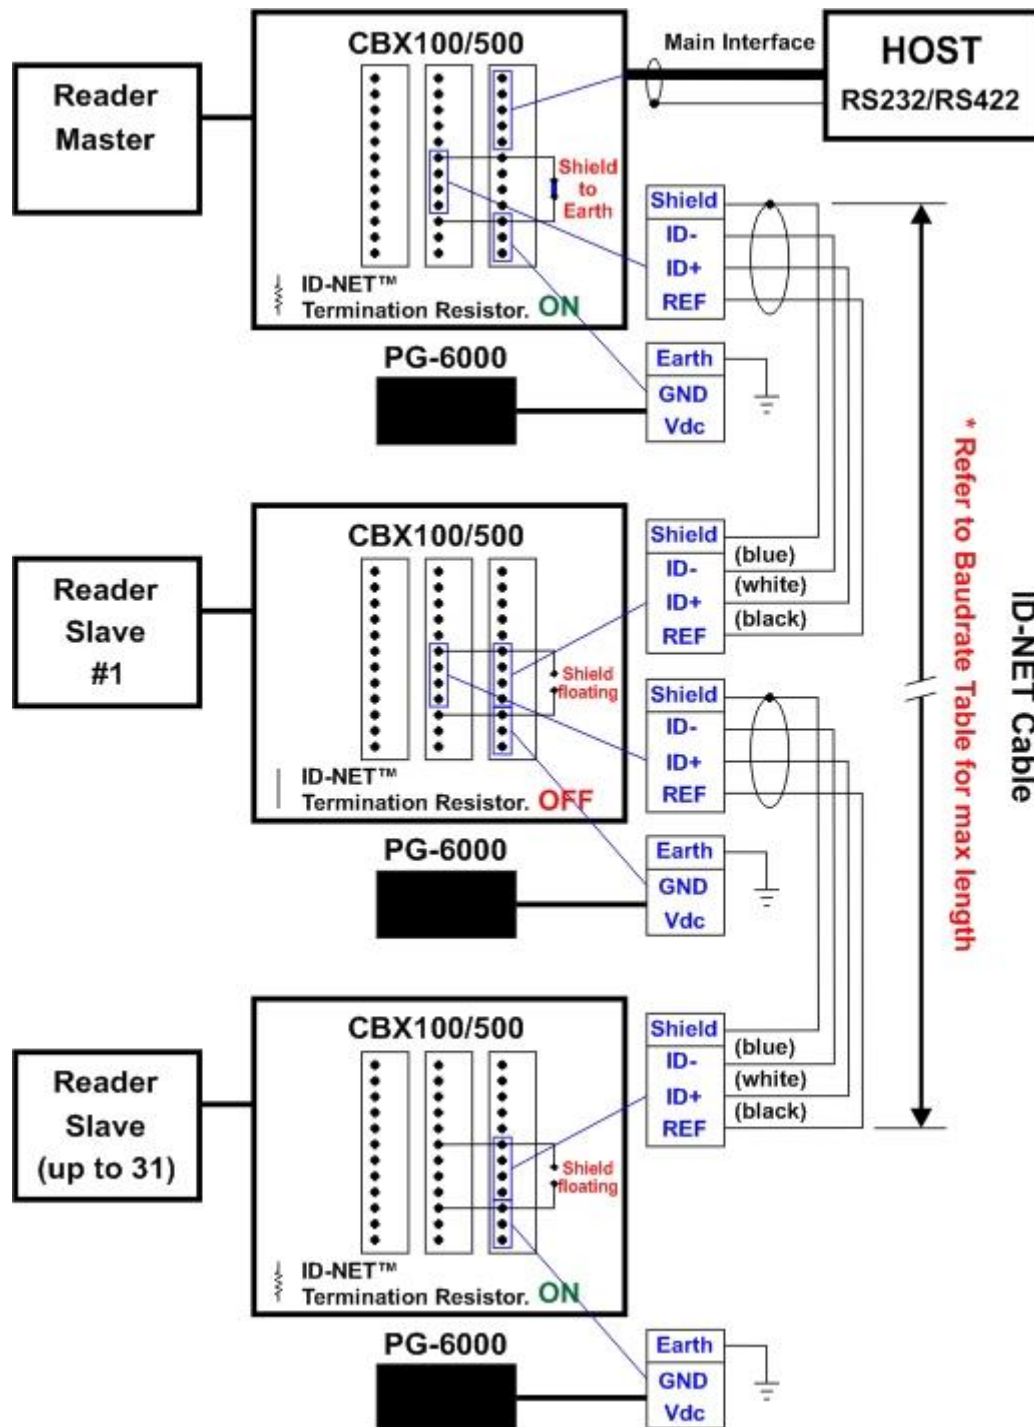 CBX100/500
Main Interface
HOST
RS232/RS422
Reader
Master
Shield
to
Earth
ID-NET™
Termination Resistor. ON
Shield
ID-
ID+
REF
PG-6000
Earth
GND
Vdc
CBX100/500
Reader
Slave
#1
Shield
floating
ID-NET™
Termination Resistor. OFF
Shield
ID-
ID+
REF
(blue)
(white)
(black)
Shield
ID-
ID+
REF
PG-6000
Earth
GND
Vdc
* Refer to Baudrate Table for max length
ID-NET Cable
CBX100/500
Reader
Slave
(up to 31)
Shield
floating
ID-NET™
Termination Resistor. ON
Shield
ID-
ID+
REF
(blue)
(white)
(black)
PG-6000
Earth
GND
Vdc